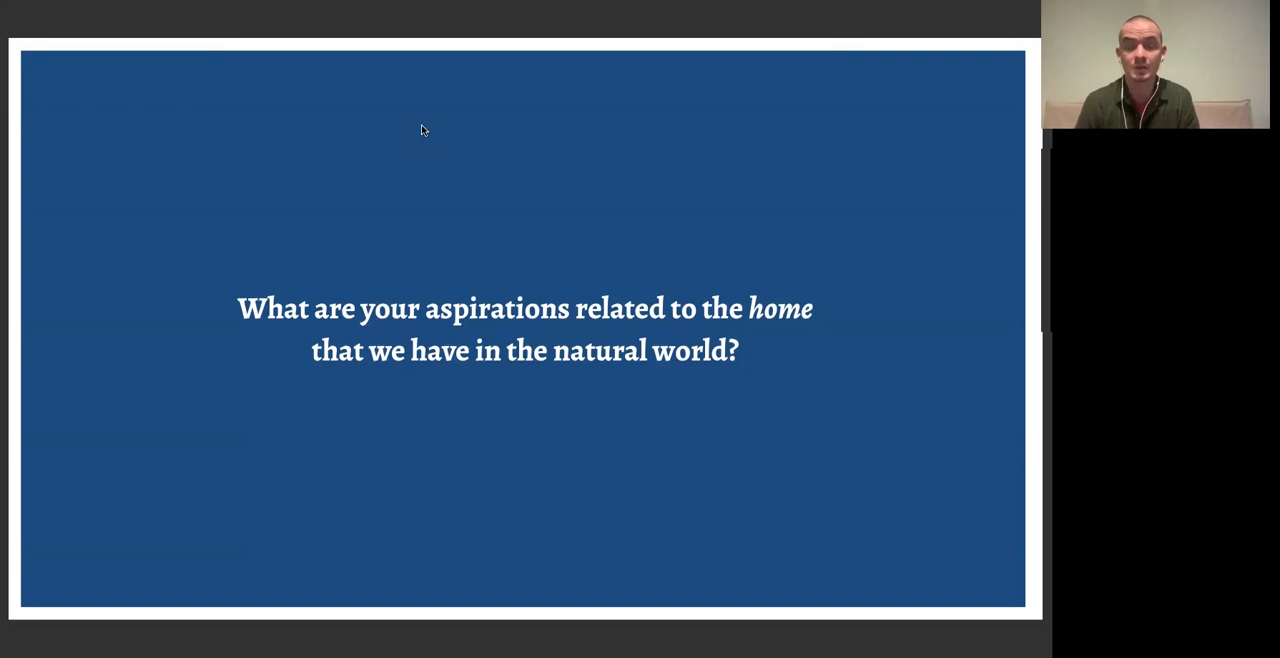 What are your aspirations related to the home
that we have in the natural world?